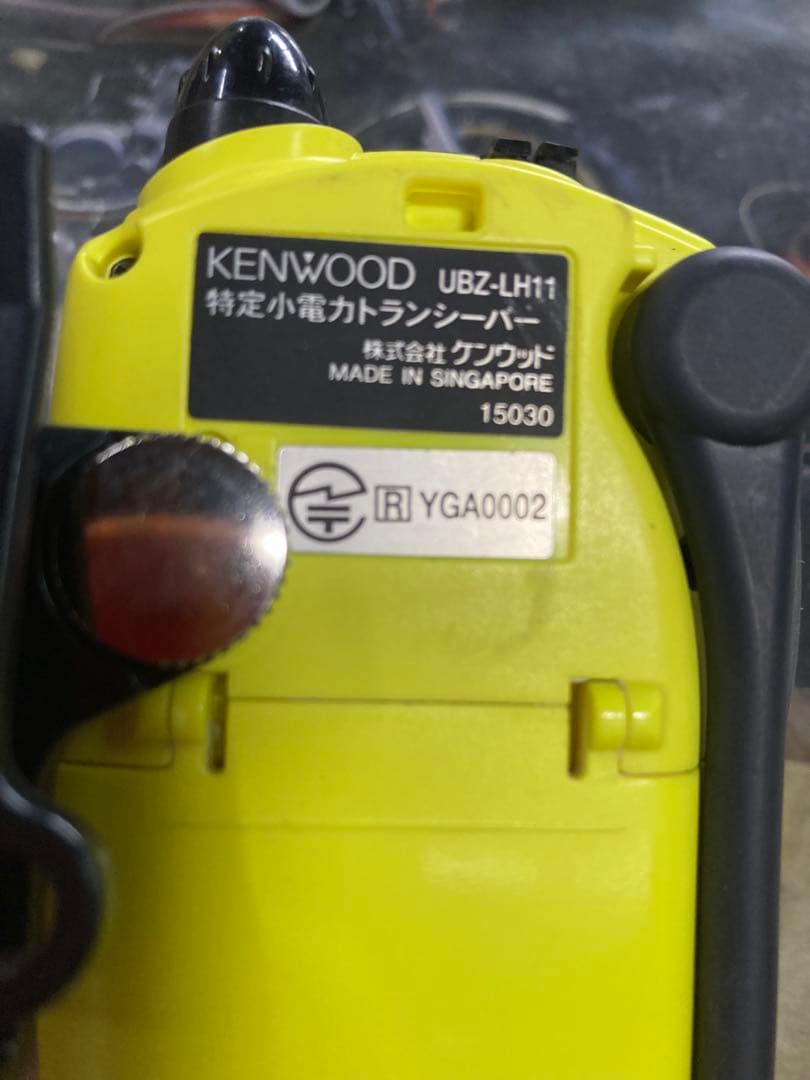 KENWOOD UBZ-LH11
特定小電力トランシーバー
株式会社 ケンウッド
MADE IN SINGAPORE
15030
R YGA0002